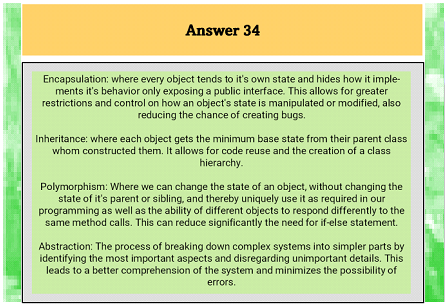 Answer 34
Encapsulation: where every object tends to it's own state and hides how it imple-
ments it's behavior only exposing a public interface. This allows for greater
restrictions and control on how an object's state is manipulated or modified, also
reducing the chance of creating bugs.
Inheritance: where each object gets the minimum base state from their parent class
whom constructed them. It allows for code reuse and the creation of a class
hierarchy.
Polymorphism: Where we can change the state of an object, without changing the
state of it's parent or sibling, and thereby uniquely use it as required in our
programming as well as the ability of different objects to respond differently to the
same method calls. This can reduce significantly the need for if-else statement.
Abstraction: The process of breaking down complex systems into simpler parts by
identifying the most important aspects and disregarding unimportant details. This
leads to a better comprehension of the system and minimizes the possibility of
errors.